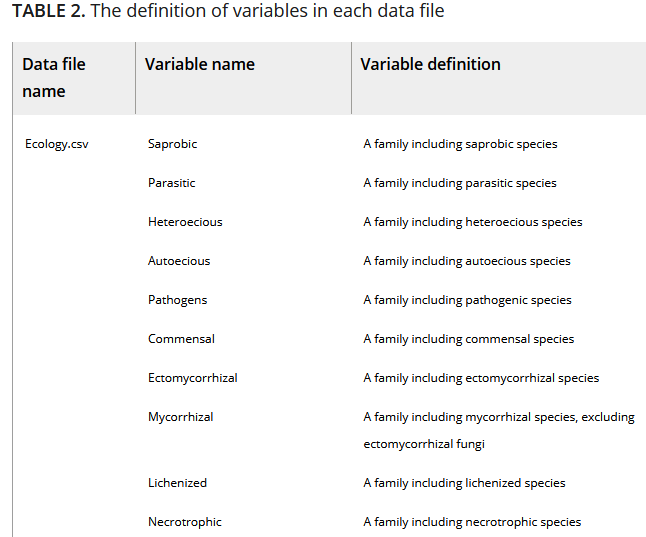 TABLE 2. The definition of variables in each data file
Data file name Variable name Variable definition
Ecology.csv Saprobic A family including saprobic species
Parasitic A family including parasitic species
Heteroecious A family including heteroecious species
Autoecious A family including autoecious species
Pathogens A family including pathogenic species
Commensal A family including commensal species
Ectomycorrhizal A family including ectomycorrhizal species
Mycorrhizal A family including mycorrhizal species, excluding
ectomycorrhizal fungi
Lichenized A family including lichenized species
Necrotrophic A family including necrotrophic species